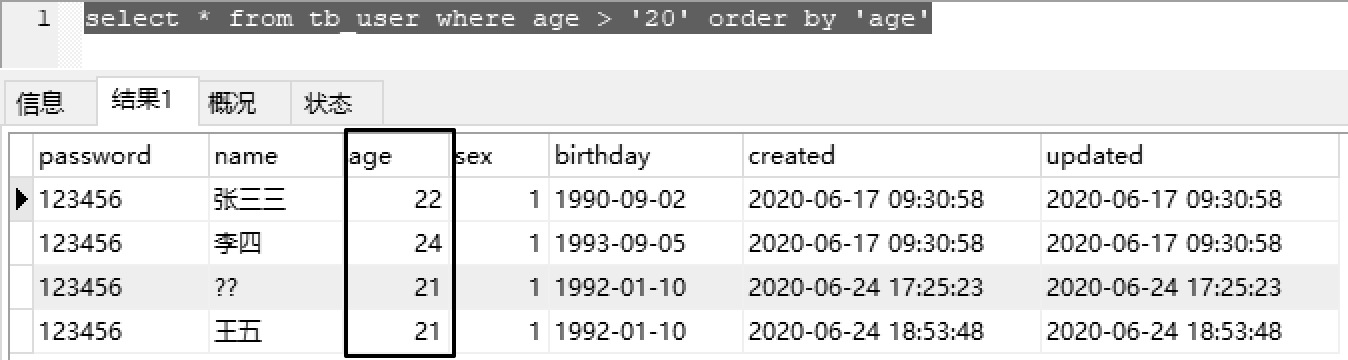 1 select * from tb_user where age > '20' order by 'age'
信息 结果1 概况 状态
password name age sex birthday created updated
123456 张三三 22 1 1990-09-02 2020-06-17 09:30:58 2020-06-17 09:30:58
123456 李四 24 1 1993-09-05 2020-06-17 09:30:58 2020-06-17 09:30:58
123456 ?? 21 1 1992-01-10 2020-06-24 17:25:23 2020-06-24 17:25:23
123456 王五 21 1 1992-01-10 2020-06-24 18:53:48 2020-06-24 18:53:48